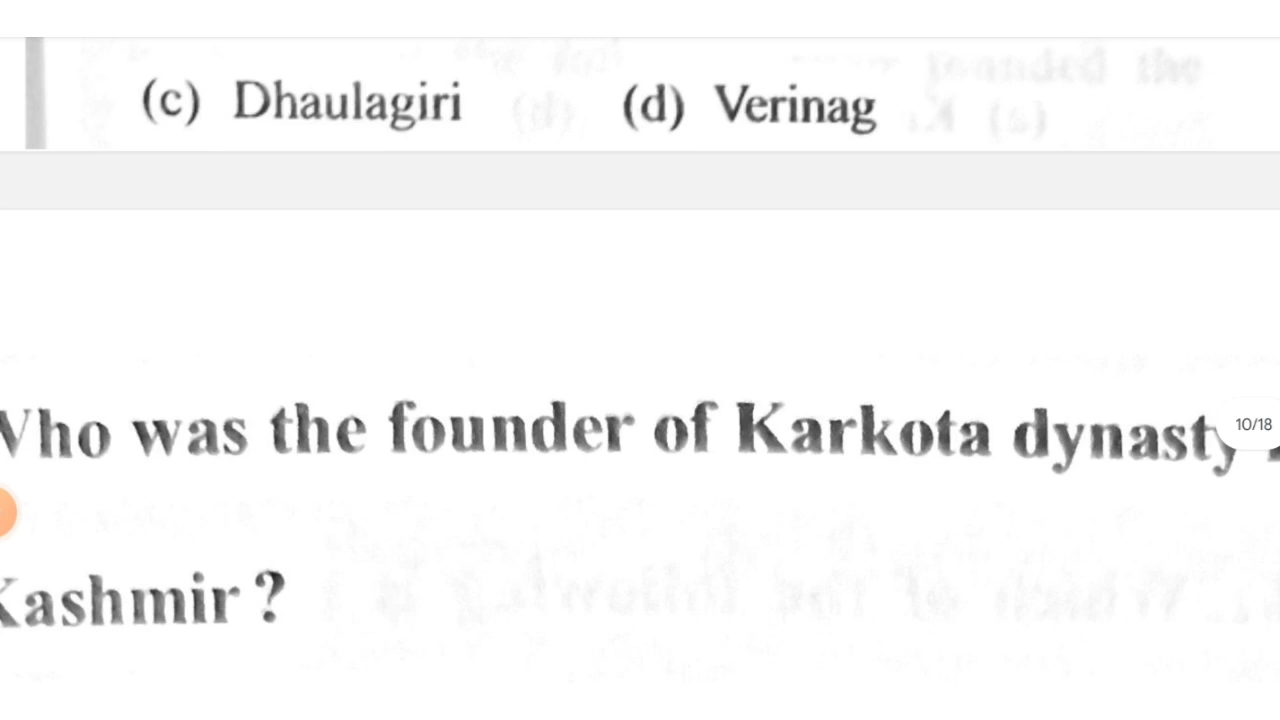 (c) Dhaulagiri (d) Verinag
Who was the founder of Karkota dynasty
10/18
Kashmir ?